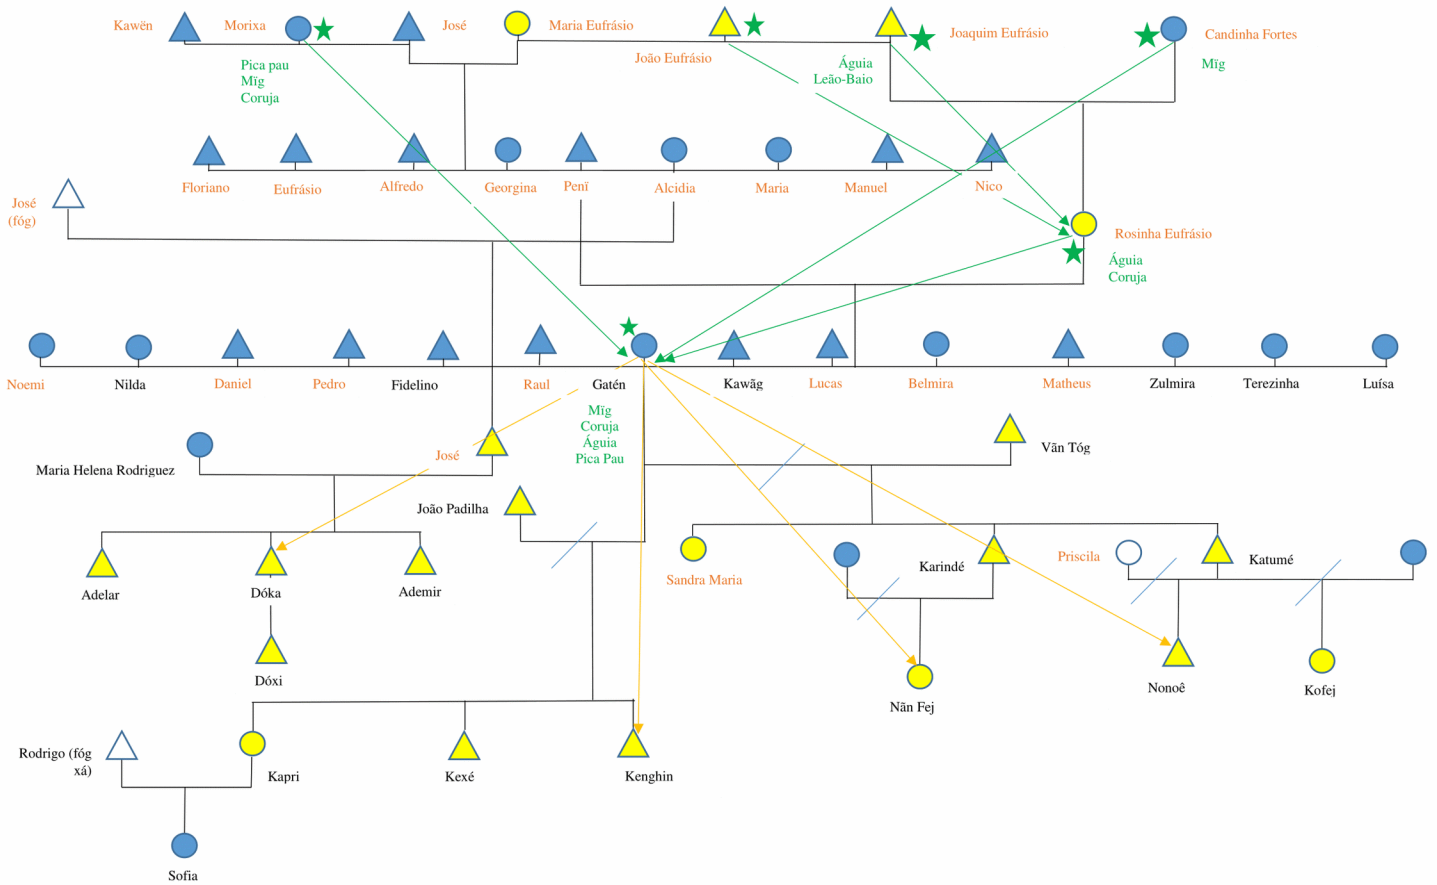 Kawën
Morixa
José
Maria Eufrásio
João Eufrásio
Joaquim Eufrásio
Candinha Fortes
Pica pau
Mïg
Coruja
Águia
Leão-Baio
Mïg
Floriano
Eufrásio
Alfredo
Georgina
Penï
Alcidia
Maria
Manuel
Nico
José
(fóg)
Rosinha Eufrásio
Águia
Coruja
Noemi
Nilda
Daniel
Pedro
Fidelino
Raul
Gatén
Kawãg
Lucas
Belmira
Matheus
Zulmira
Terezinha
Luísa
Mïg
Coruja
Águia
Pica Pau
Maria Helena Rodriguez
José
Vãn Tóg
João Padilha
Adelar
Dóka
Ademir
Sandra Maria
Karindé
Priscila
Katumé
Dóxi
Nãn Fej
Nonoê
Kofej
Rodrigo (fóg
xá)
Kapri
Kexé
Kenghin
Sofia